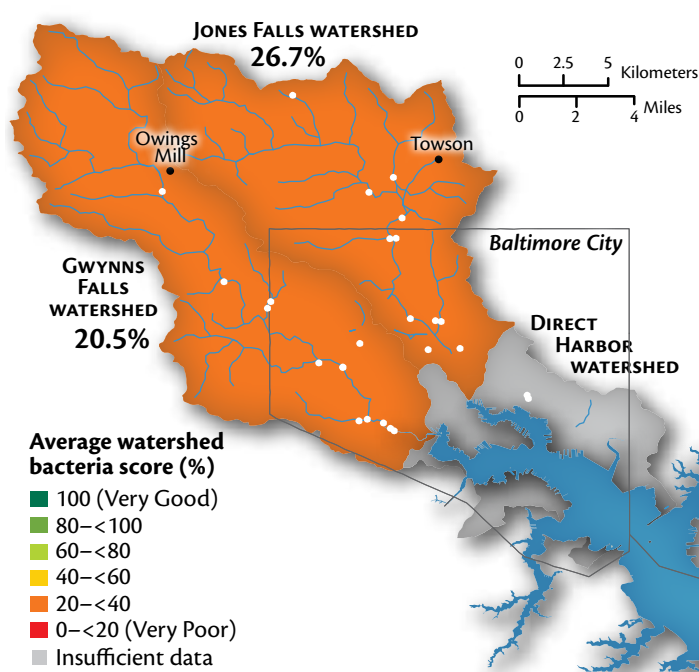 JONES FALLS WATERSHED
26.7%
0 2.5 5 Kilometers
0 2 4 Miles
Owings
Mill
Towson
Baltimore City
GWYNNS
FALLS
WATERSHED
20.5%
DIRECT
HARBOR
WATERSHED
Average watershed
bacteria score (%)
100 (Very Good)
80–<100
60–<80
40–<60
20–<40
0–<20 (Very Poor)
Insufficient data